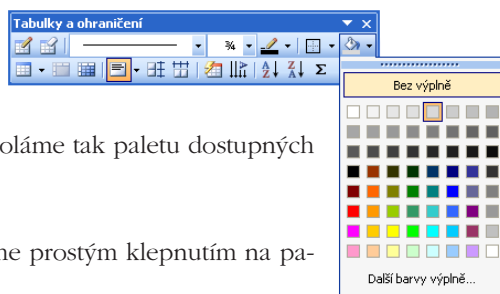 Tabulky a ohraničení
¾
Bez výplně
oláme tak paletu dostupných
ne prostým klepnutím na pa-
Další barvy výplně...